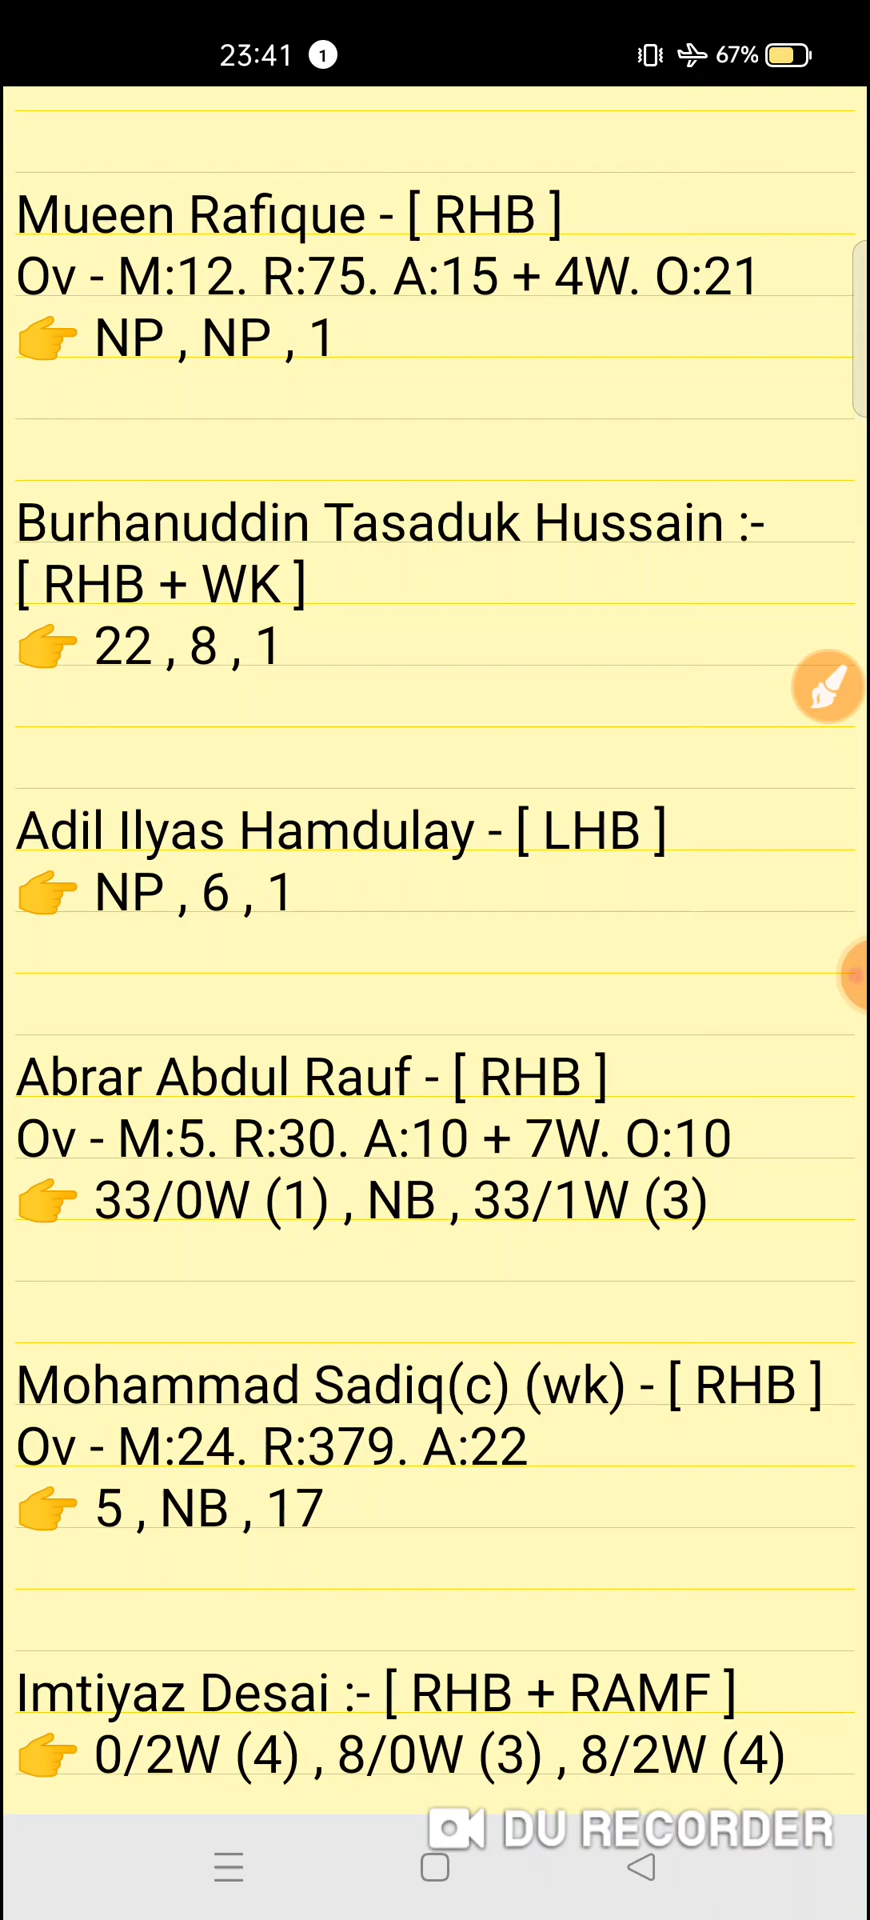 23:41 1 67%
Mueen Rafique - [ RHB ]
Ov - M:12. R:75. A:15 + 4W. O:21
👉 NP , NP , 1
Burhanuddin Tasaduk Hussain :-
[ RHB + WK ]
👉 22 , 8 , 1
Adil Ilyas Hamdulay - [ LHB ]
👉 NP , 6 , 1
Abrar Abdul Rauf - [ RHB ]
Ov - M:5. R:30. A:10 + 7W. O:10
👉 33/0W (1) , NB , 33/1W (3)
Mohammad Sadiq(c) (wk) - [ RHB ]
Ov - M:24. R:379. A:22
👉 5 , NB , 17
Imtiyaz Desai :- [ RHB + RAMF ]
👉 0/2W (4) , 8/0W (3) , 8/2W (4)
DU RECORDER